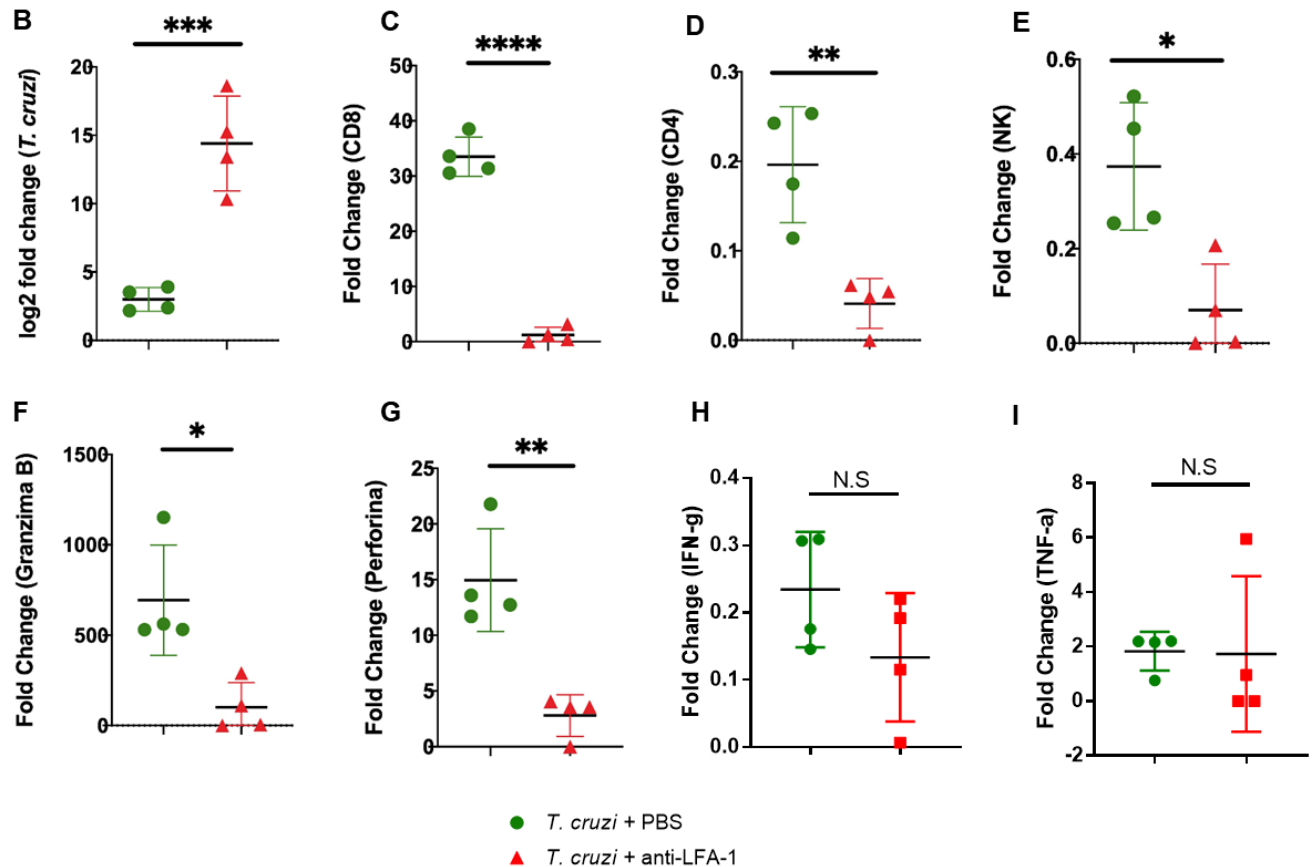 B
***
log2 fold change (T. cruzi)
20
15
10
5
0
C
****
Fold Change (CD8)
50
40
30
20
10
0
D
**
Fold Change (CD4)
0.3
0.2
0.1
0.0
E
*
Fold Change (NK)
0.6
0.4
0.2
0.0
F
*
Fold Change (Granzima B)
1500
1000
500
0
G
**
Fold Change (Perforina)
25
20
15
10
5
0
H
N.S
Fold Change (IFN-g)
0.4
0.3
0.2
0.1
0.0
I
N.S
Fold Change (TNF-a)
8
6
4
2
0
-2
T. cruzi + PBS
T. cruzi + anti-LFA-1